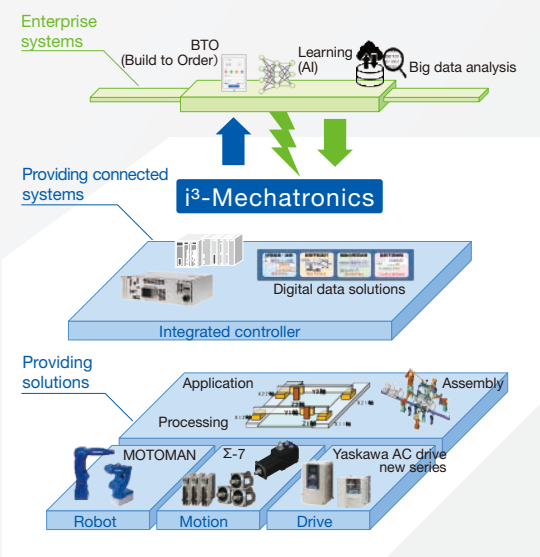 Enterprise
systems
BTO
(Build to Order)
Learning
(AI)
Big data analysis
Providing connected
systems
i³-Mechatronics
Digital data solutions
Integrated controller
Providing
solutions
Application
Assembly
Processing
MOTOMAN
Σ-7
Yaskawa AC drive
new series
Robot
Motion
Drive